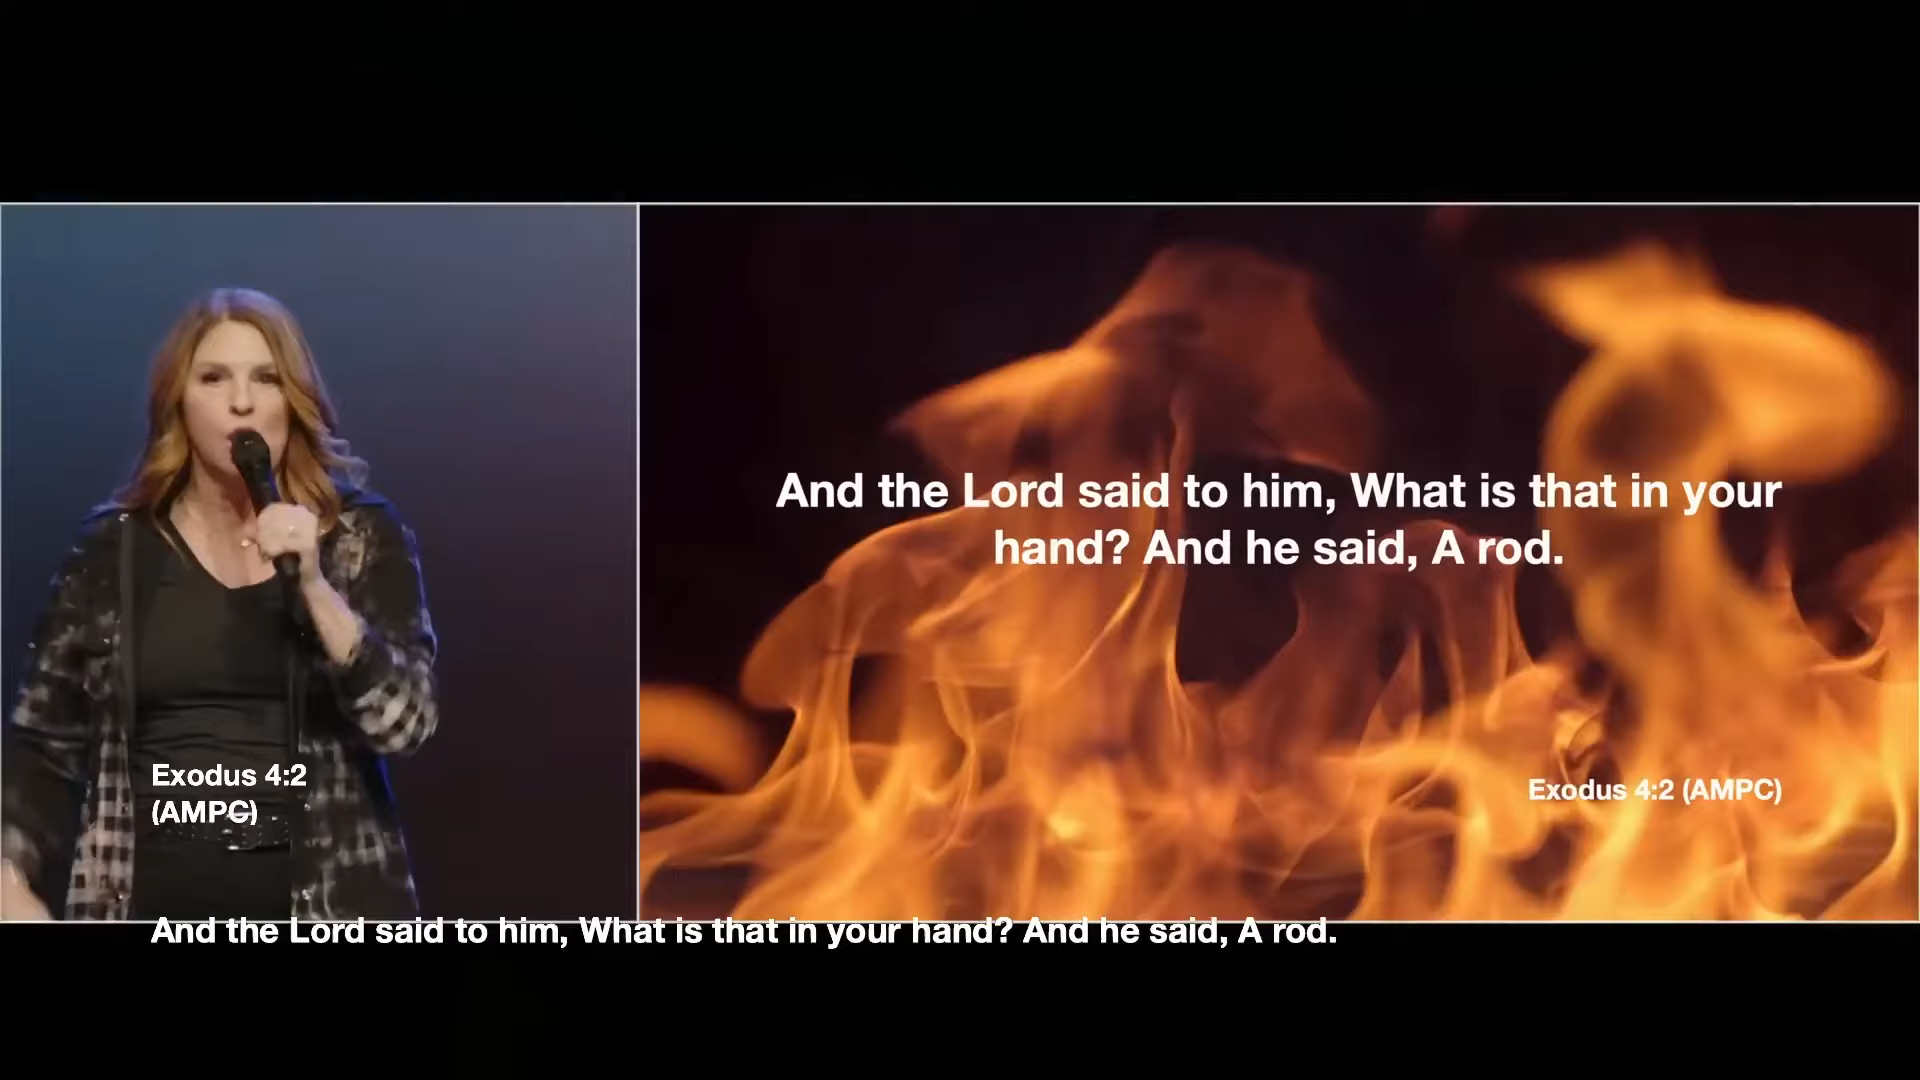 And the Lord said to him, What is that in your
hand? And he said, A rod.
Exodus 4:2 (AMPC)
Exodus 4:2
(AMPC)
And the Lord said to him, What is that in your hand? And he said, A rod.